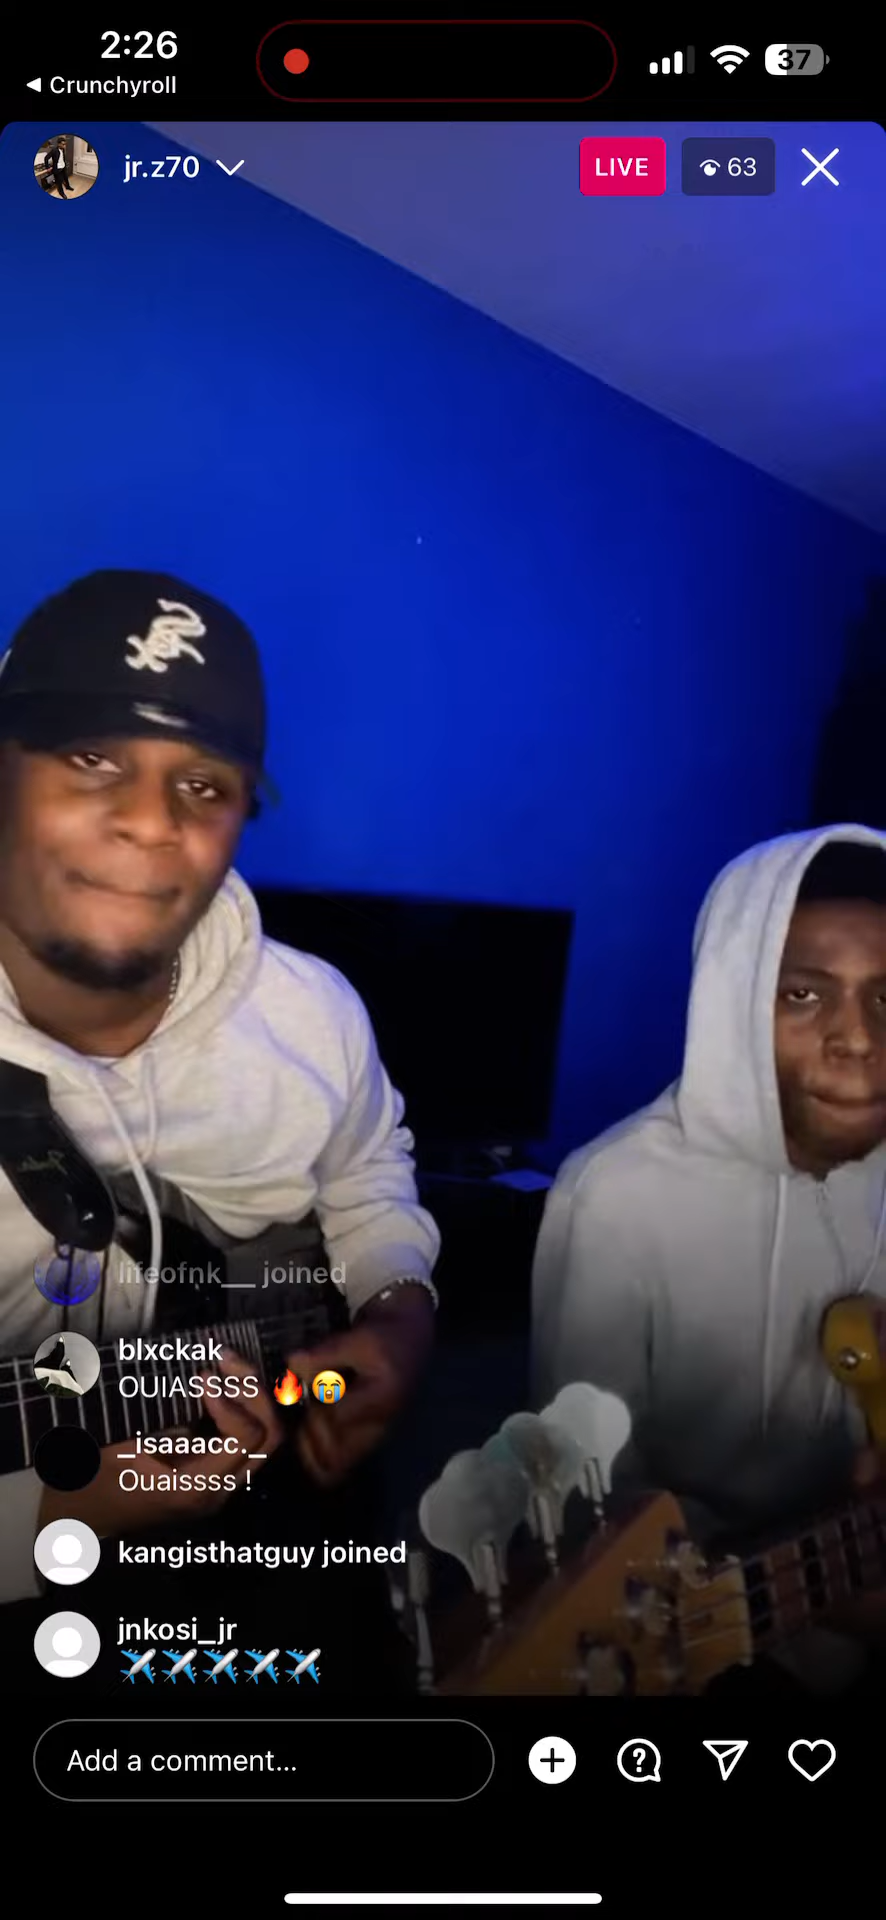 2:26
37
Crunchyroll
jr.z70
LIVE
63
Sox
lifeofnk__ joined
blxckak
OUIASSSS 🔥😭
_isaaacc._
Ouaissss !
kangisthatguy joined
jnkosi_jr
✈️✈️✈️✈️✈️
Add a comment...